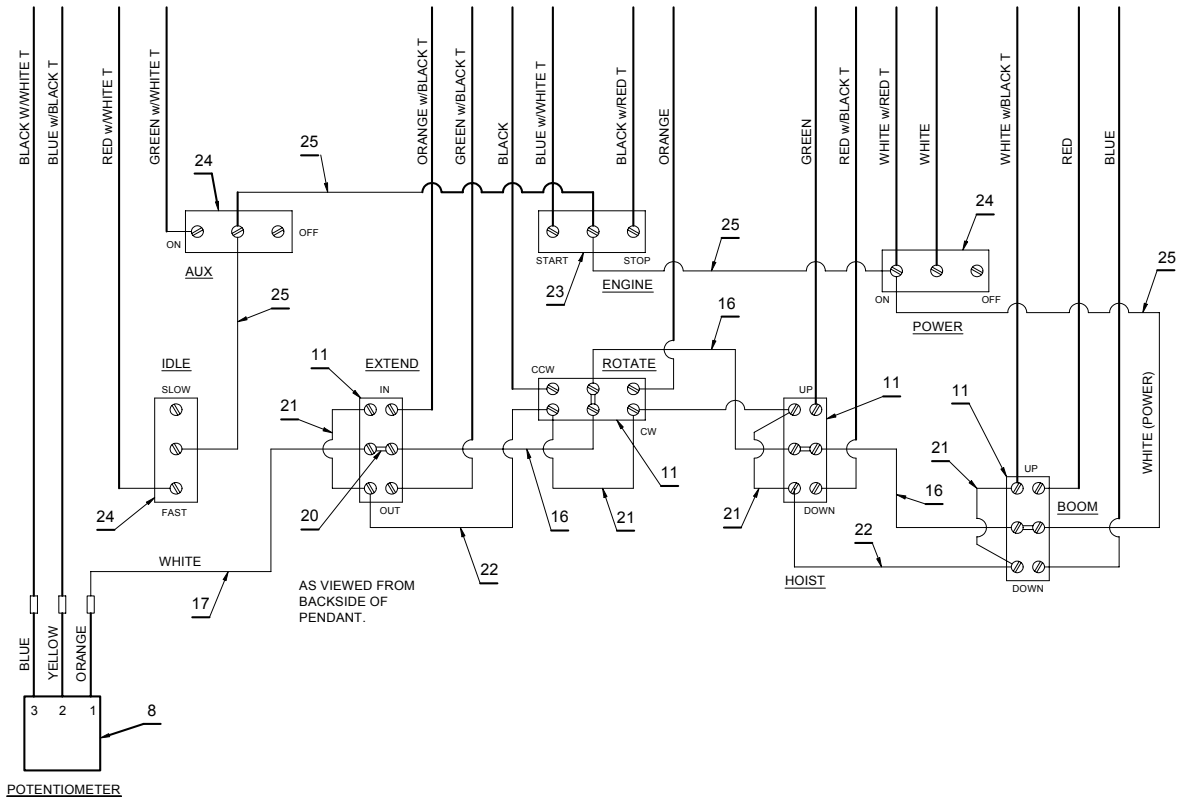 BLACK W/WHITE T
BLUE w/BLACK T
RED w/WHITE T
GREEN w/WHITE T
ORANGE w/BLACK T
GREEN w/BLACK T
BLACK
BLUE w/WHITE T
BLACK w/RED T
ORANGE
GREEN
RED w/BLACK T
WHITE w/RED T
WHITE
WHITE w/BLACK T
RED
BLUE
24
25
ON
OFF
AUX
START
STOP
23
ENGINE
25
24
ON
OFF
POWER
25
25
IDLE
SLOW
FAST
24
11
EXTEND
IN
OUT
21
20
CCW
ROTATE
CW
16
11
16
21
22
UP
11
DOWN
21
HOIST
16
22
11
UP
21
BOOM
DOWN
WHITE (POWER)
WHITE
17
AS VIEWED FROM
BACKSIDE OF
PENDANT.
BLUE
YELLOW
ORANGE
3
2
1
8
POTENTIOMETER